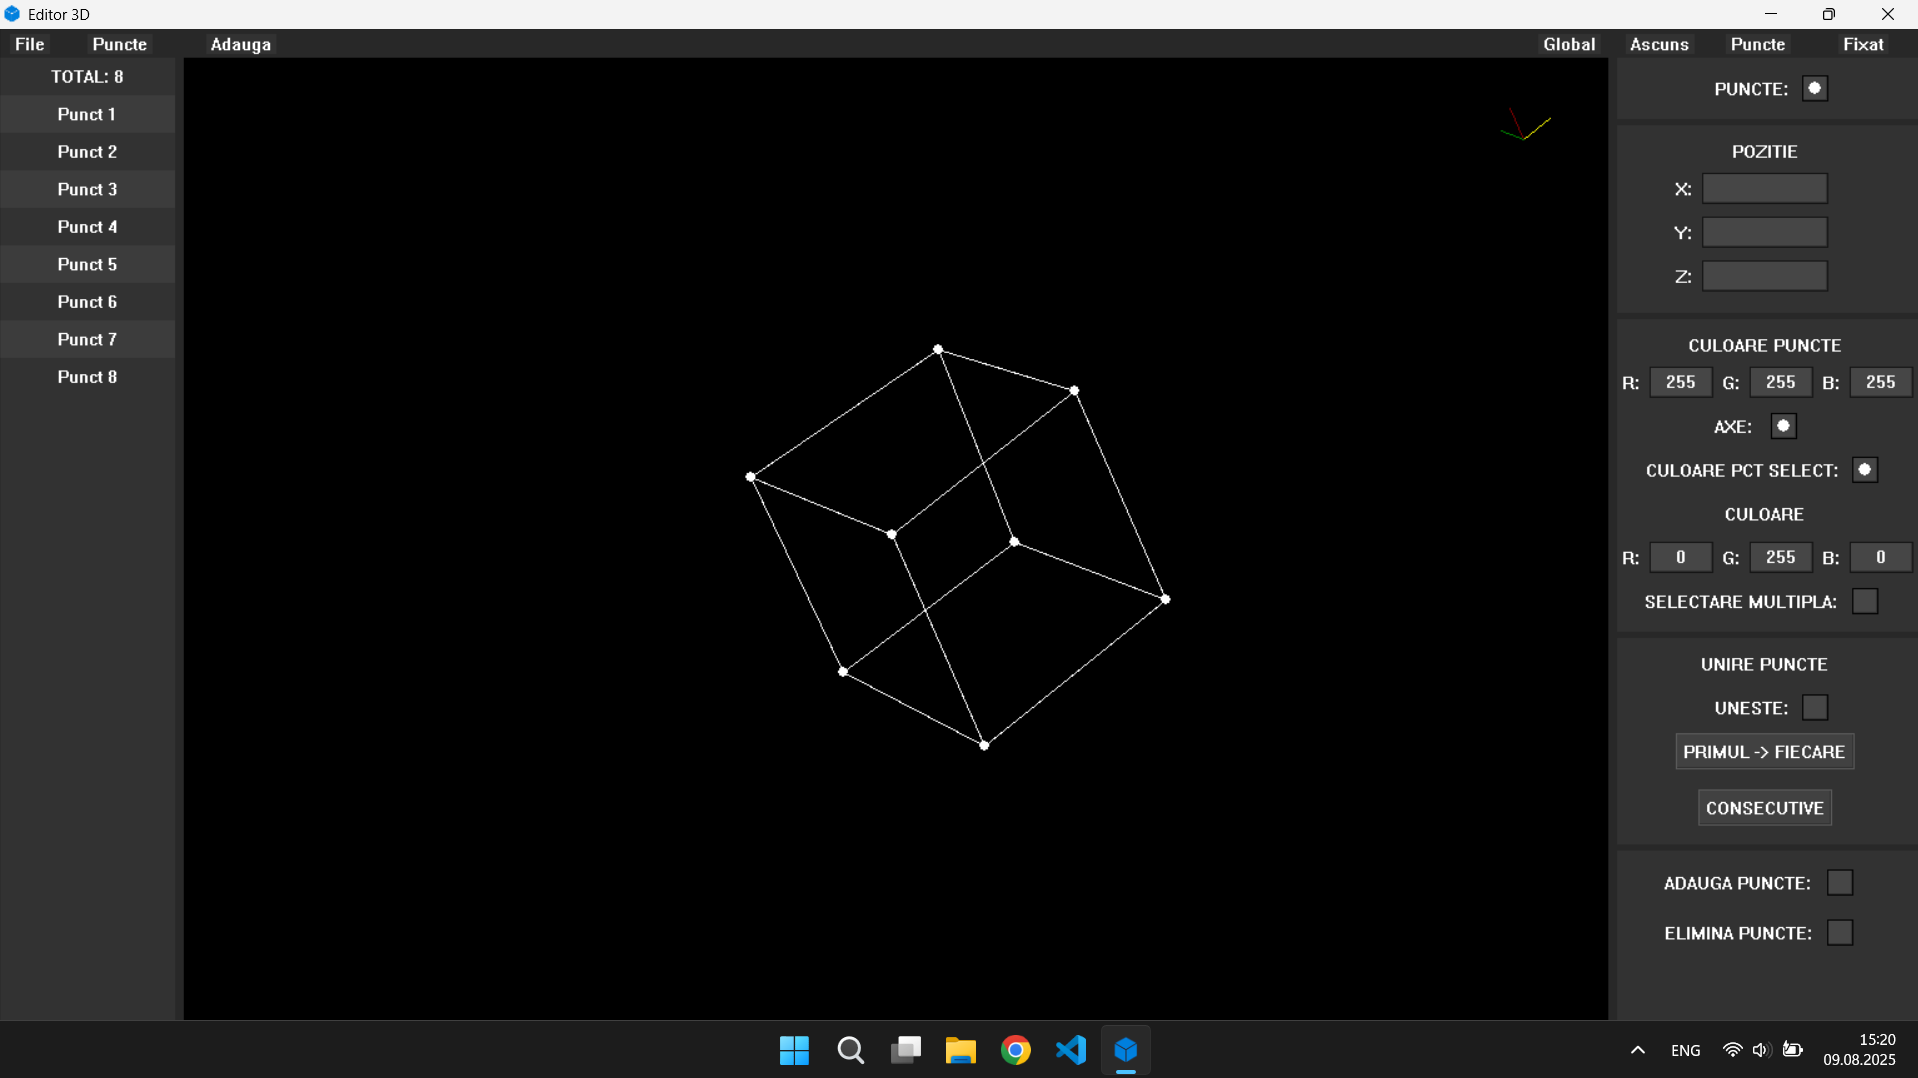 Editor 3D
File Puncte Adauga Global Ascuns Puncte Fixat
TOTAL: 8
Punct 1
Punct 2
Punct 3
Punct 4
Punct 5
Punct 6
Punct 7
Punct 8
PUNCTE:
POZITIE
X:
Y:
Z:
CULOARE PUNCTE
R: 255 G: 255 B: 255
AXE:
CULOARE PCT SELECT:
CULOARE
R: 0 G: 255 B: 0
SELECTARE MULTIPLA:
UNIRE PUNCTE
UNESTE:
PRIMUL -> FIECARE
CONSECUTIVE
ADAUGA PUNCTE:
ELIMINA PUNCTE:
ENG
15:20
09.08.2025